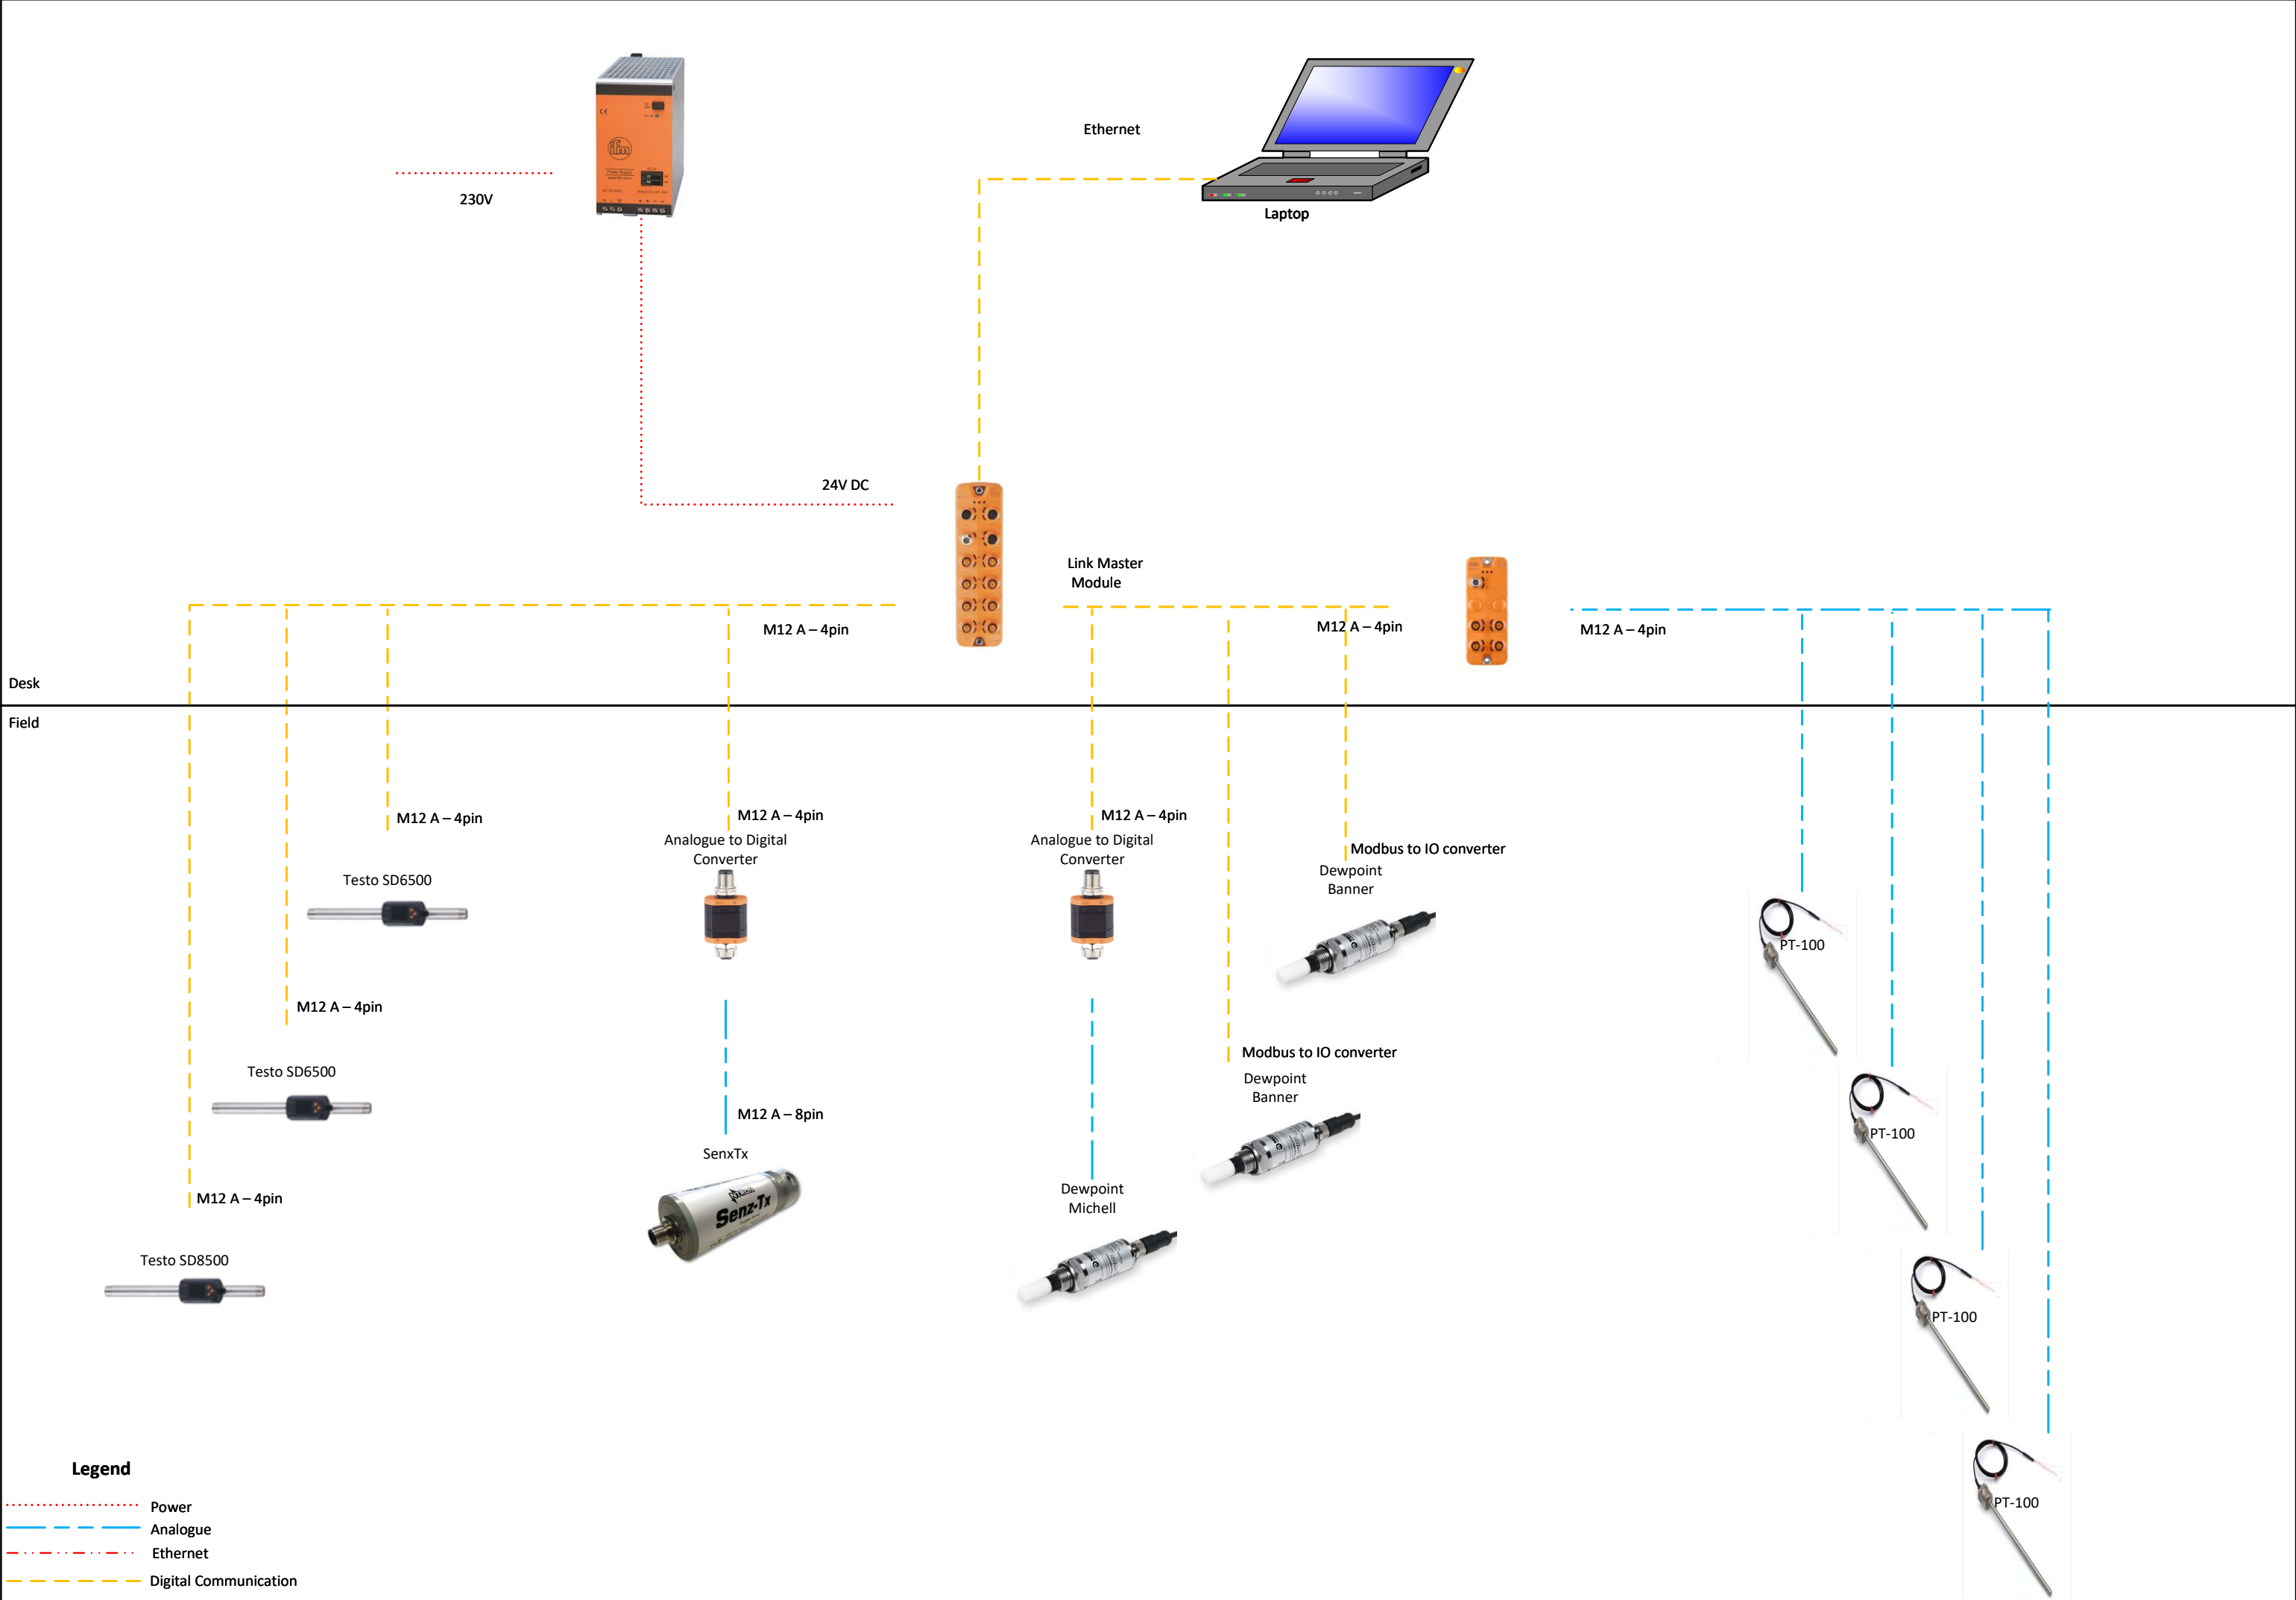 Ethernet
ifm
230V
Laptop
24V DC
Link Master
Module
M12 A – 4pin
M12 A – 4pin
M12 A – 4pin
Desk
Field
M12 A – 4pin
M12 A – 4pin
M12 A – 4pin
Analogue to Digital
Converter
Analogue to Digital
Converter
Modbus to IO converter
Dewpoint
Banner
Testo SD6500
PT-100
M12 A – 4pin
Modbus to IO converter
Testo SD6500
Dewpoint
Banner
M12 A – 8pin
PT-100
SenxTx
Senz-Tx
M12 A – 4pin
Dewpoint
Michell
Testo SD8500
PT-100
Legend
PT-100
Power
Analogue
Ethernet
Digital Communication